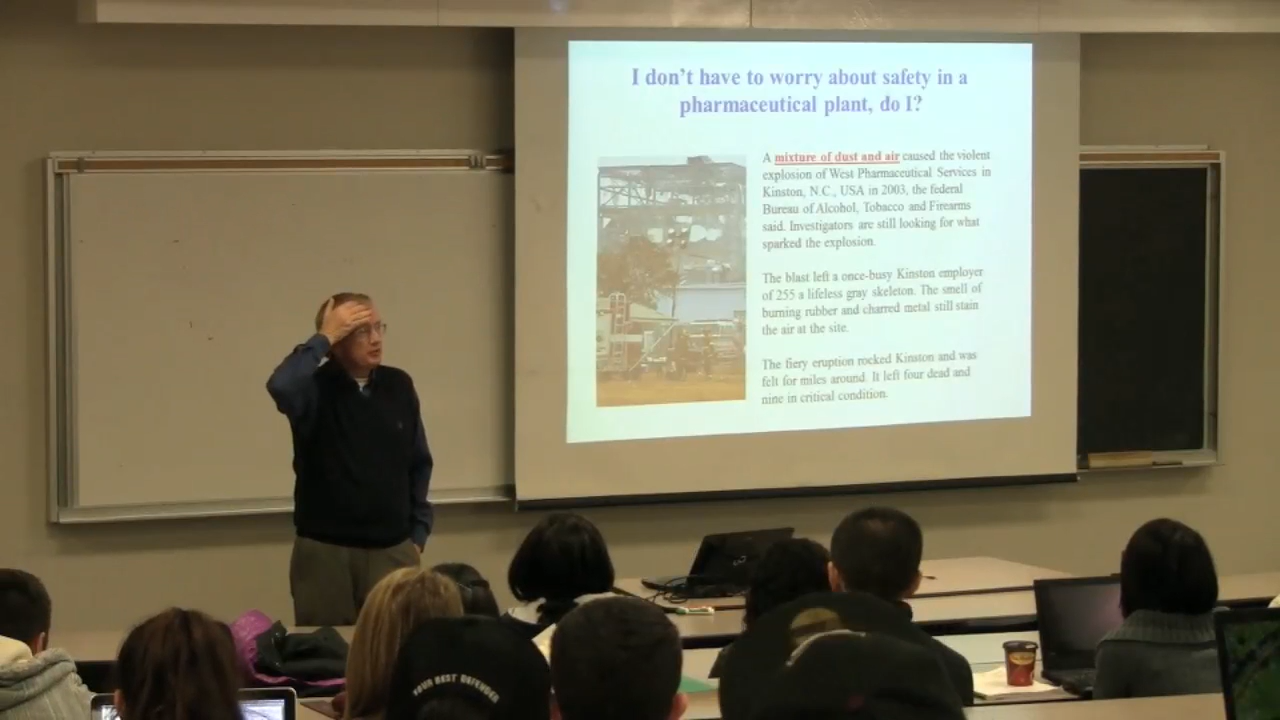 I don't have to worry about safety in a
pharmaceutical plant, do I?
A mixture of dust and air caused the violent
explosion of West Pharmaceutical Services in
Kinston, N.C., USA in 2003, the federal
Bureau of Alcohol, Tobacco and Firearms
said. Investigators are still looking for what
sparked the explosion.
The blast left a once-busy Kinston employer
of 255 a lifeless gray skeleton. The smell of
burning rubber and charred metal still stain
the air at the site.
The fiery eruption rocked Kinston and was
felt for miles around. It left four dead and
nine in critical condition.
YOUR BEST DEFENDER